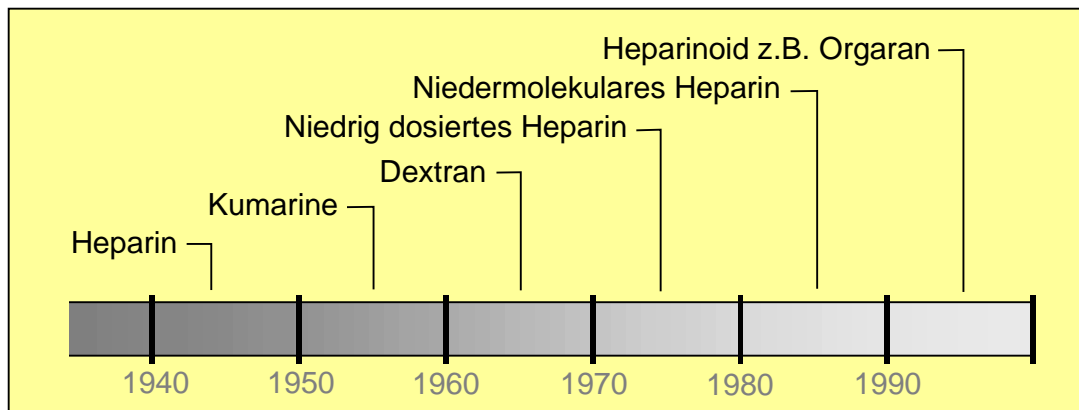 Heparinoid z.B. Orgaran
Niedermolekulares Heparin
Niedrig dosiertes Heparin
Dextran
Kumarine
Heparin
1940 1950 1960 1970 1980 1990